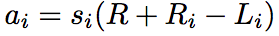 a_i = s_i(R + R_i − L_i)